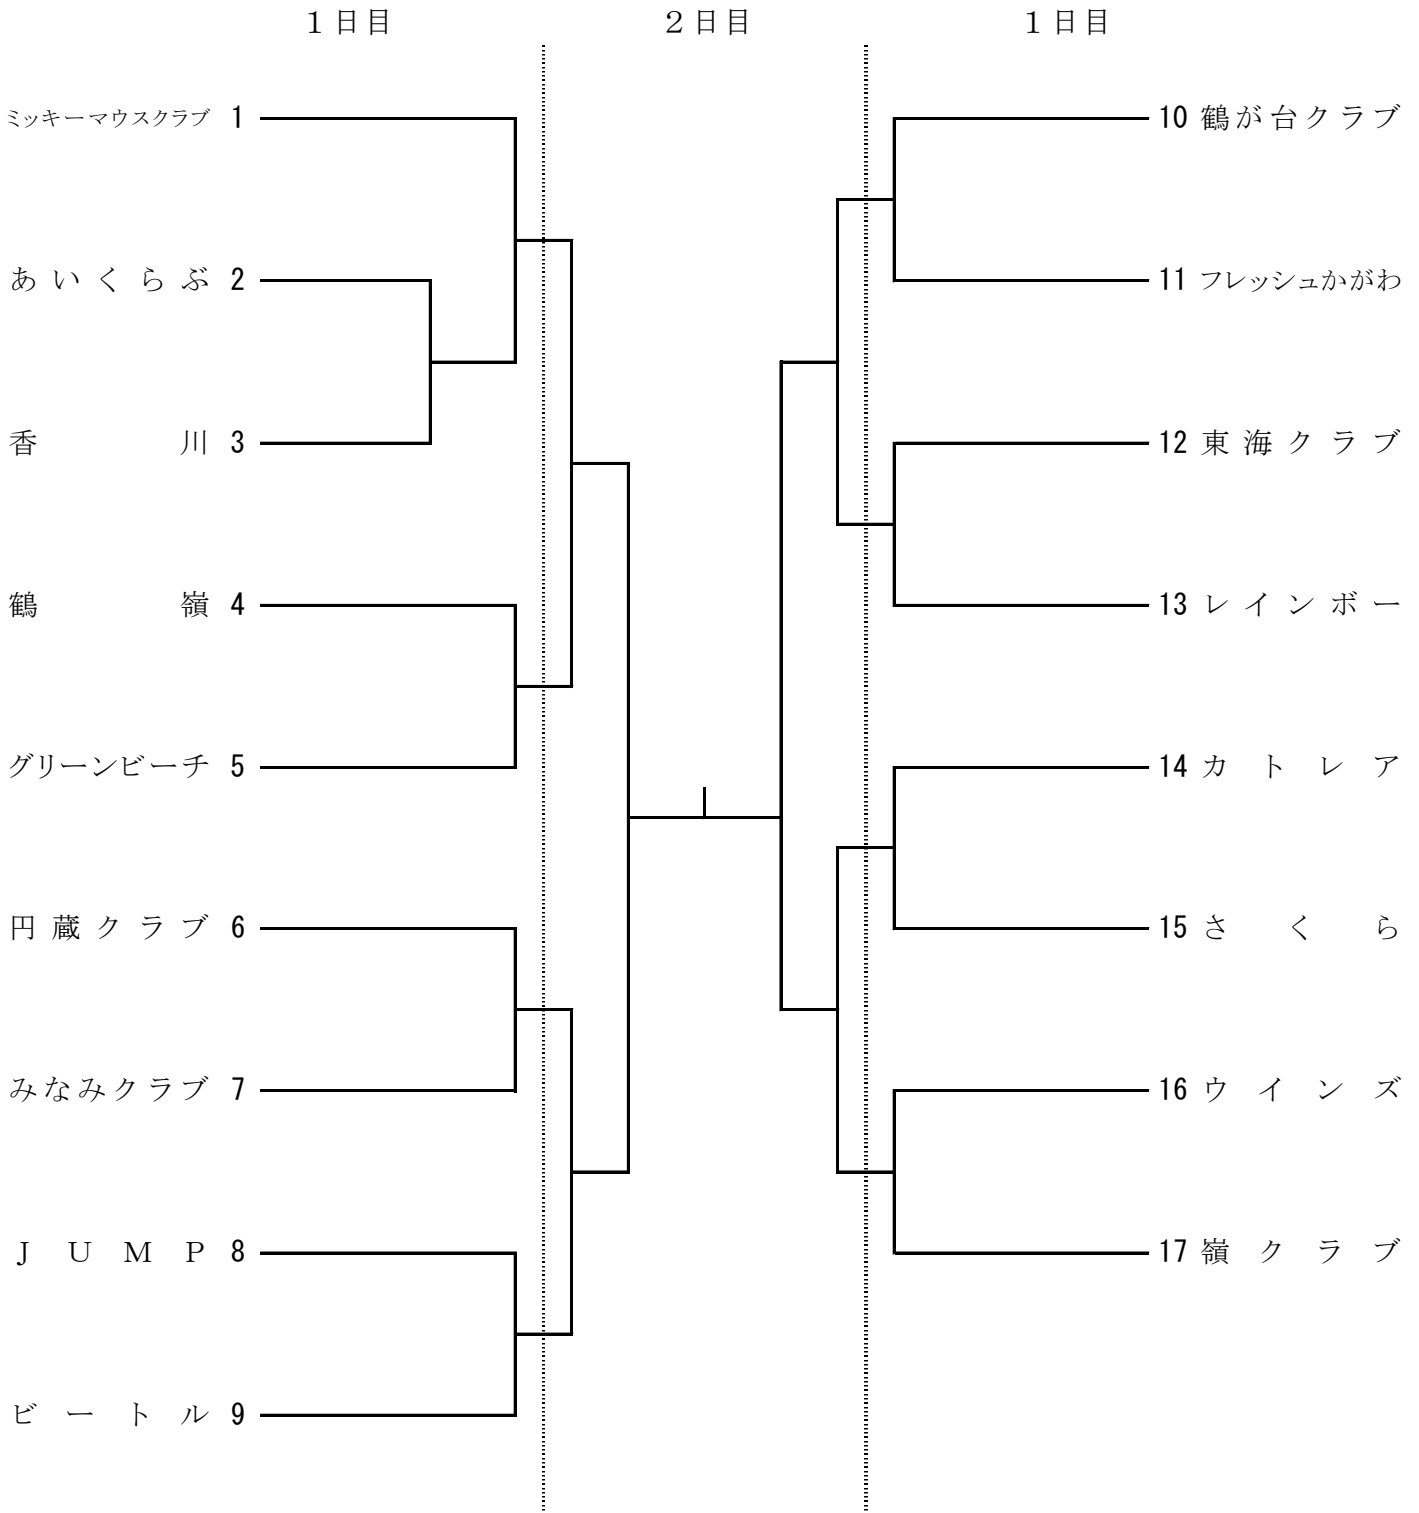 １日目 ２日目 １日目
ミッキーマウスクラブ 1
あいくらぶ 2
香川 3
鶴嶺 4
グリーンビーチ 5
円蔵クラブ 6
みなみクラブ 7
ＪＵＭＰ 8
ビートル 9
10 鶴が台クラブ
11 フレッシュかがわ
12 東海クラブ
13 レインボー
14 カトレア
15 さくら
16 ウインズ
17 嶺クラブ